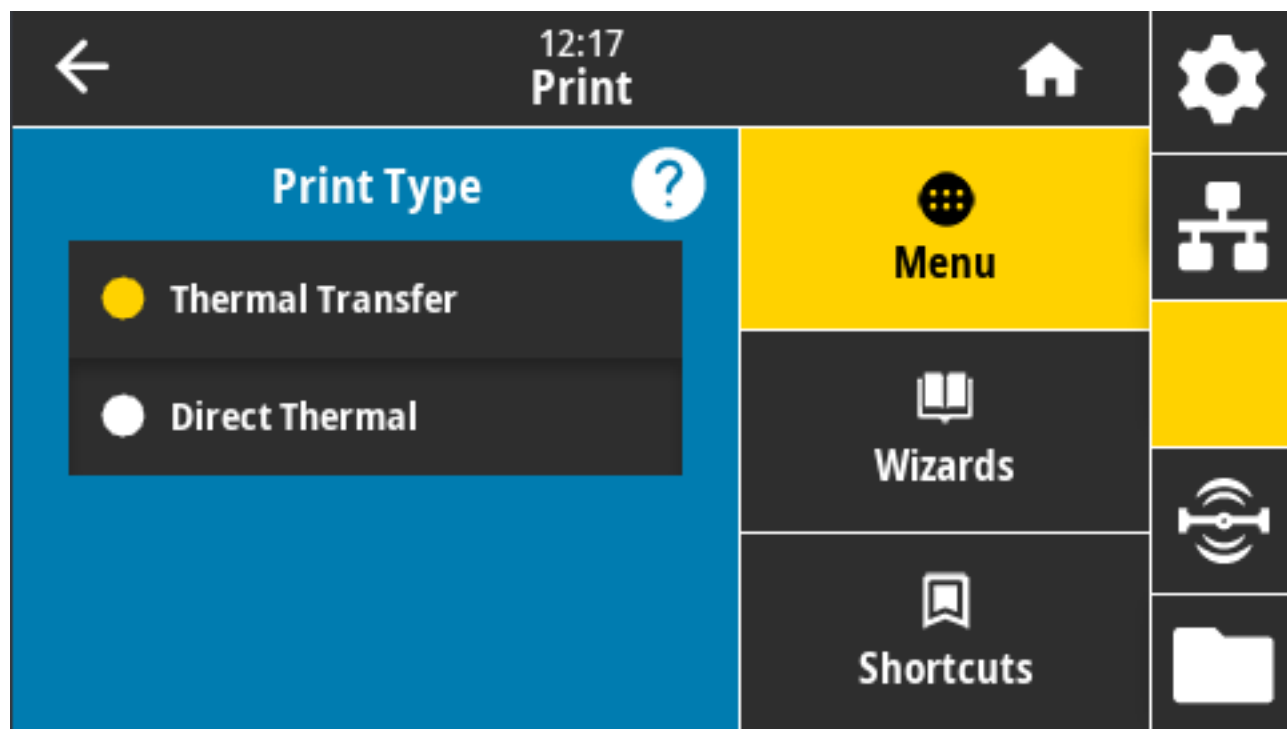 12:17
Print
Print Type
?
Thermal Transfer
Direct Thermal
Menu
Wizards
Shortcuts